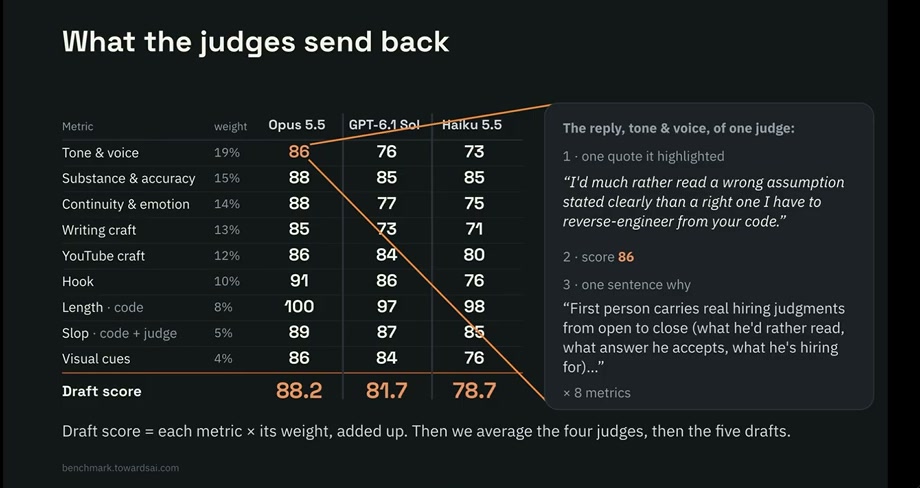 What the judges send back
Metric weight Opus 5.5 GPT-6.1 Sol Haiku 5.5
Tone & voice 19% 86 76 73
Substance & accuracy 15% 88 85 85
Continuity & emotion 14% 88 77 75
Writing craft 13% 85 73 71
YouTube craft 12% 86 84 80
Hook 10% 91 86 76
Length · code 8% 100 97 98
Slop · code + judge 5% 89 87 85
Visual cues 4% 86 84 76
Draft score 88.2 81.7 78.7
The reply, tone & voice, of one judge:
1 · one quote it highlighted
“I'd much rather read a wrong assumption
stated clearly than a right one I have to
reverse-engineer from your code.”
2 · score 86
3 · one sentence why
“First person carries real hiring judgments
from open to close (what he'd rather read,
what answer he accepts, what he's hiring
for)...”
× 8 metrics
Draft score = each metric × its weight, added up. Then we average the four judges, then the five drafts.
benchmark.towardsai.com